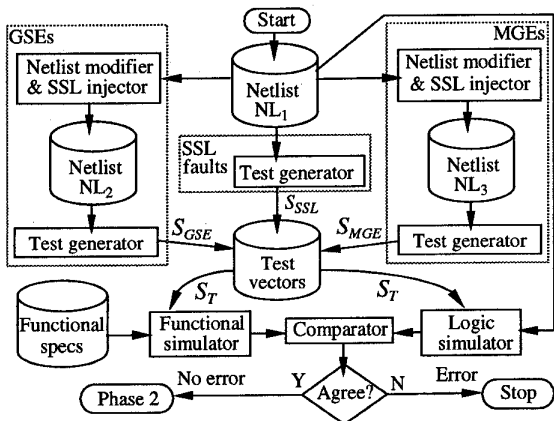 GSEs
Start
MGEs
Netlist modifier
& SSL injector
Netlist
NL1
Netlist modifier
& SSL injector
Netlist
NL2
SSL
faults
Test generator
Netlist
NL3
Test generator
SGSE
SSSL
SMGE
Test generator
Test
vectors
ST
ST
Functional
specs
Functional
simulator
Comparator
Logic
simulator
No error
Y
Agree?
N
Error
Phase 2
Stop